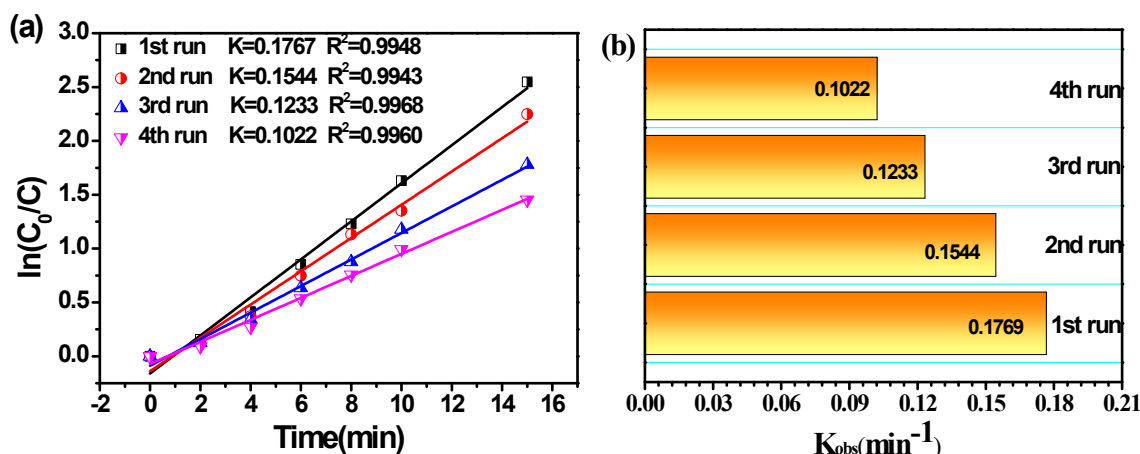 (a)
1st run K=0.1767 R²=0.9948
2nd run K=0.1544 R²=0.9943
3rd run K=0.1233 R²=0.9968
4th run K=0.1022 R²=0.9960
3.0
2.5
2.0
1.5
1.0
0.5
0.0
ln(C₀/C)
-2 0 2 4 6 8 10 12 14 16
Time(min)
(b)
0.1022 4th run
0.1233 3rd run
0.1544 2nd run
0.1769 1st run
0.00 0.03 0.06 0.09 0.12 0.15 0.18 0.21
Kobs(min⁻¹)